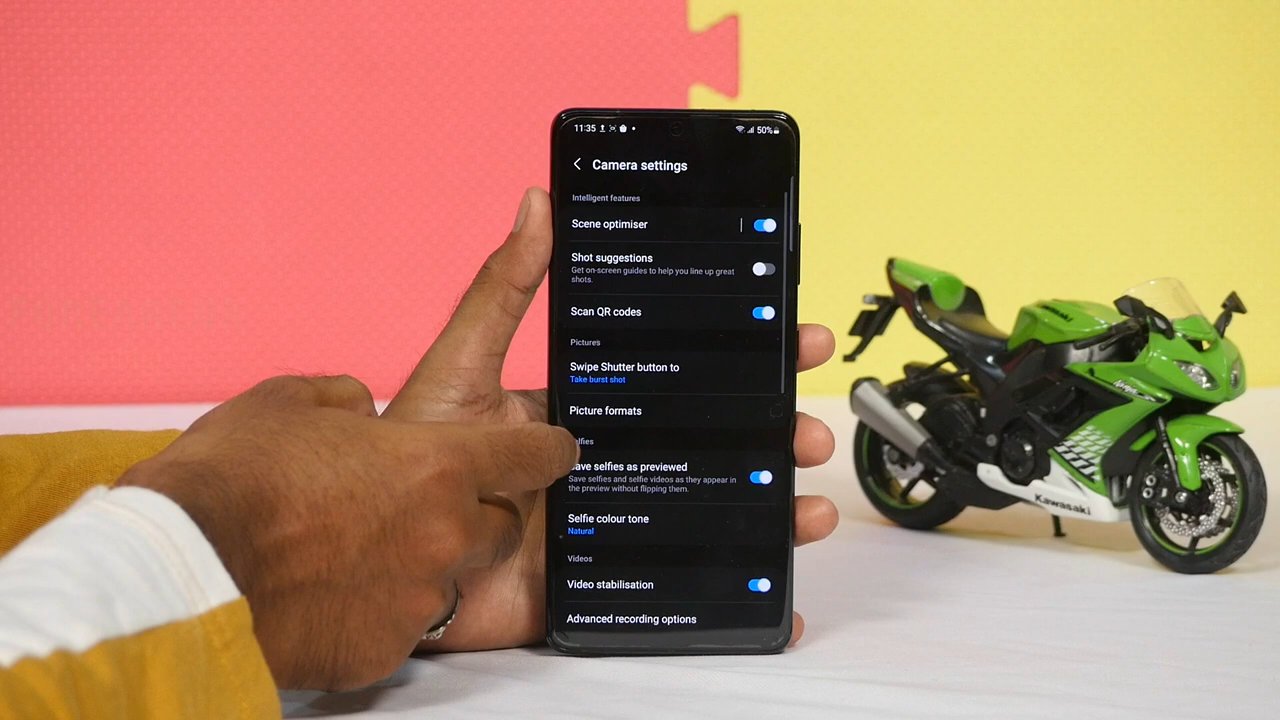 11:35
50%
Camera settings
Intelligent features
Scene optimiser
Shot suggestions
Get on-screen guides to help you line up great
shots.
Scan QR codes
Pictures
Swipe Shutter button to
Take burst shot
Picture formats
elfies
ave selfies as previewed
Save selfies and selfie videos as they appear in
the preview without flipping them.
Selfie colour tone
Natural
Videos
Video stabilisation
Advanced recording options
Kawasaki
Ninja
Kawasaki